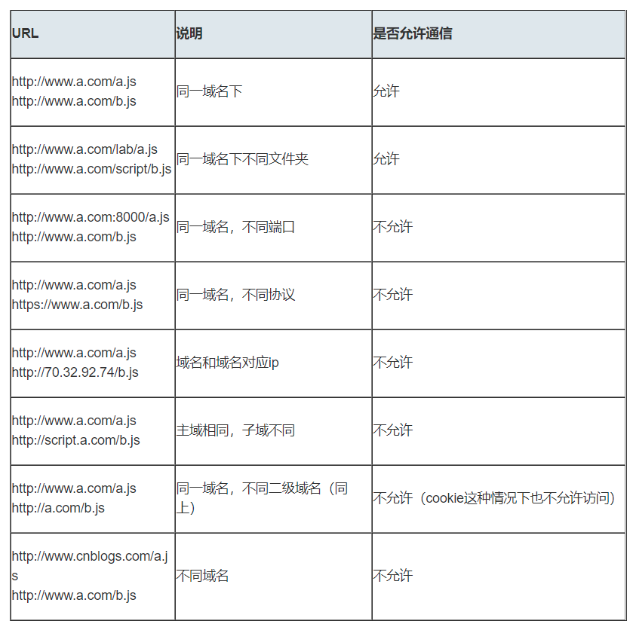 URL 说明 是否允许通信
http://www.a.com/a.js
http://www.a.com/b.js
同一域名下
允许
http://www.a.com/lab/a.js
http://www.a.com/script/b.js
同一域名下不同文件夹
允许
http://www.a.com:8000/a.js
http://www.a.com/b.js
同一域名，不同端口
不允许
http://www.a.com/a.js
https://www.a.com/b.js
同一域名，不同协议
不允许
http://www.a.com/a.js
http://70.32.92.74/b.js
域名和域名对应ip
不允许
http://www.a.com/a.js
http://script.a.com/b.js
主域相同，子域不同
不允许
http://www.a.com/a.js
http://a.com/b.js
同一域名，不同二级域名（同
上）
不允许（cookie这种情况下也不允许访问）
http://www.cnblogs.com/a.j
s
http://www.a.com/b.js
不同域名
不允许